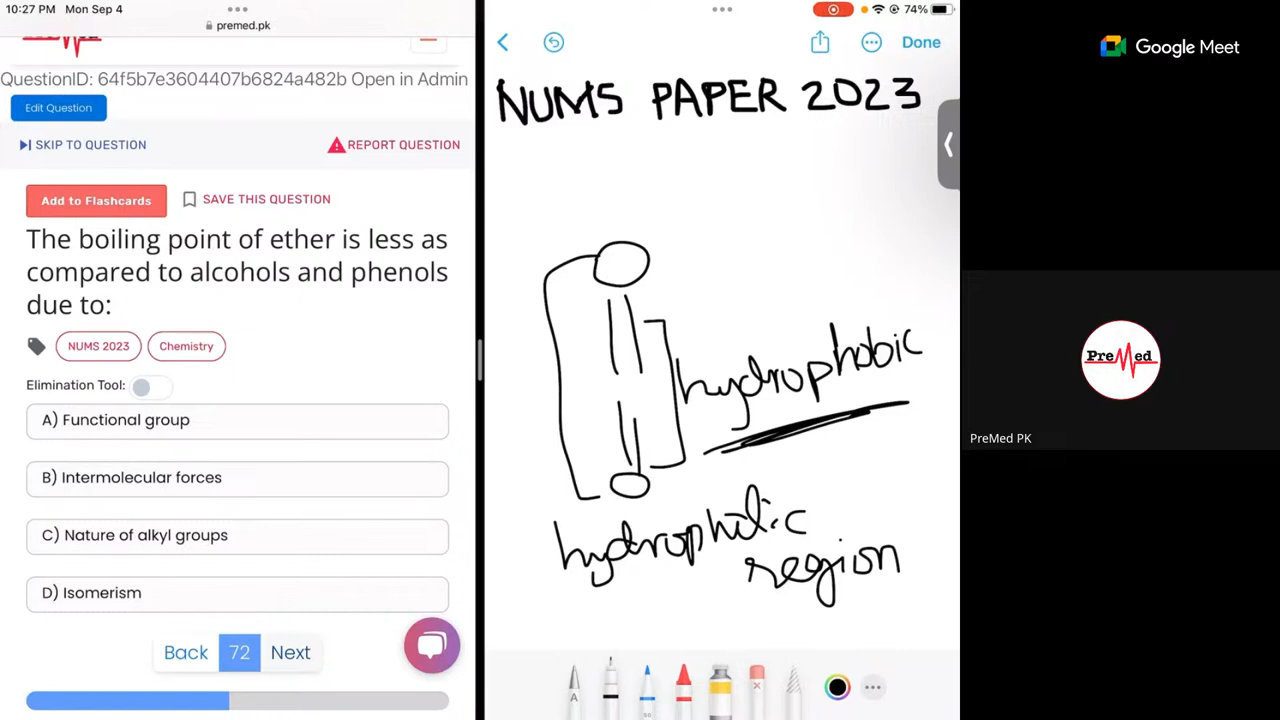 10:27 PM Mon Sep 4
premed.pk
QuestionID: 64f5b7e3604407b6824a482b Open in Admin
Edit Question
SKIP TO QUESTION
REPORT QUESTION
Add to Flashcards
SAVE THIS QUESTION
The boiling point of ether is less as
compared to alcohols and phenols
due to:
NUMS 2023
Chemistry
Elimination Tool:
A) Functional group
B) Intermolecular forces
C) Nature of alkyl groups
D) Isomerism
Back
72
Next
74%
Done
NUMS PAPER 2023
hydrophobic
hydrophilic
region
A
50
Google Meet
PreMed
PreMed PK